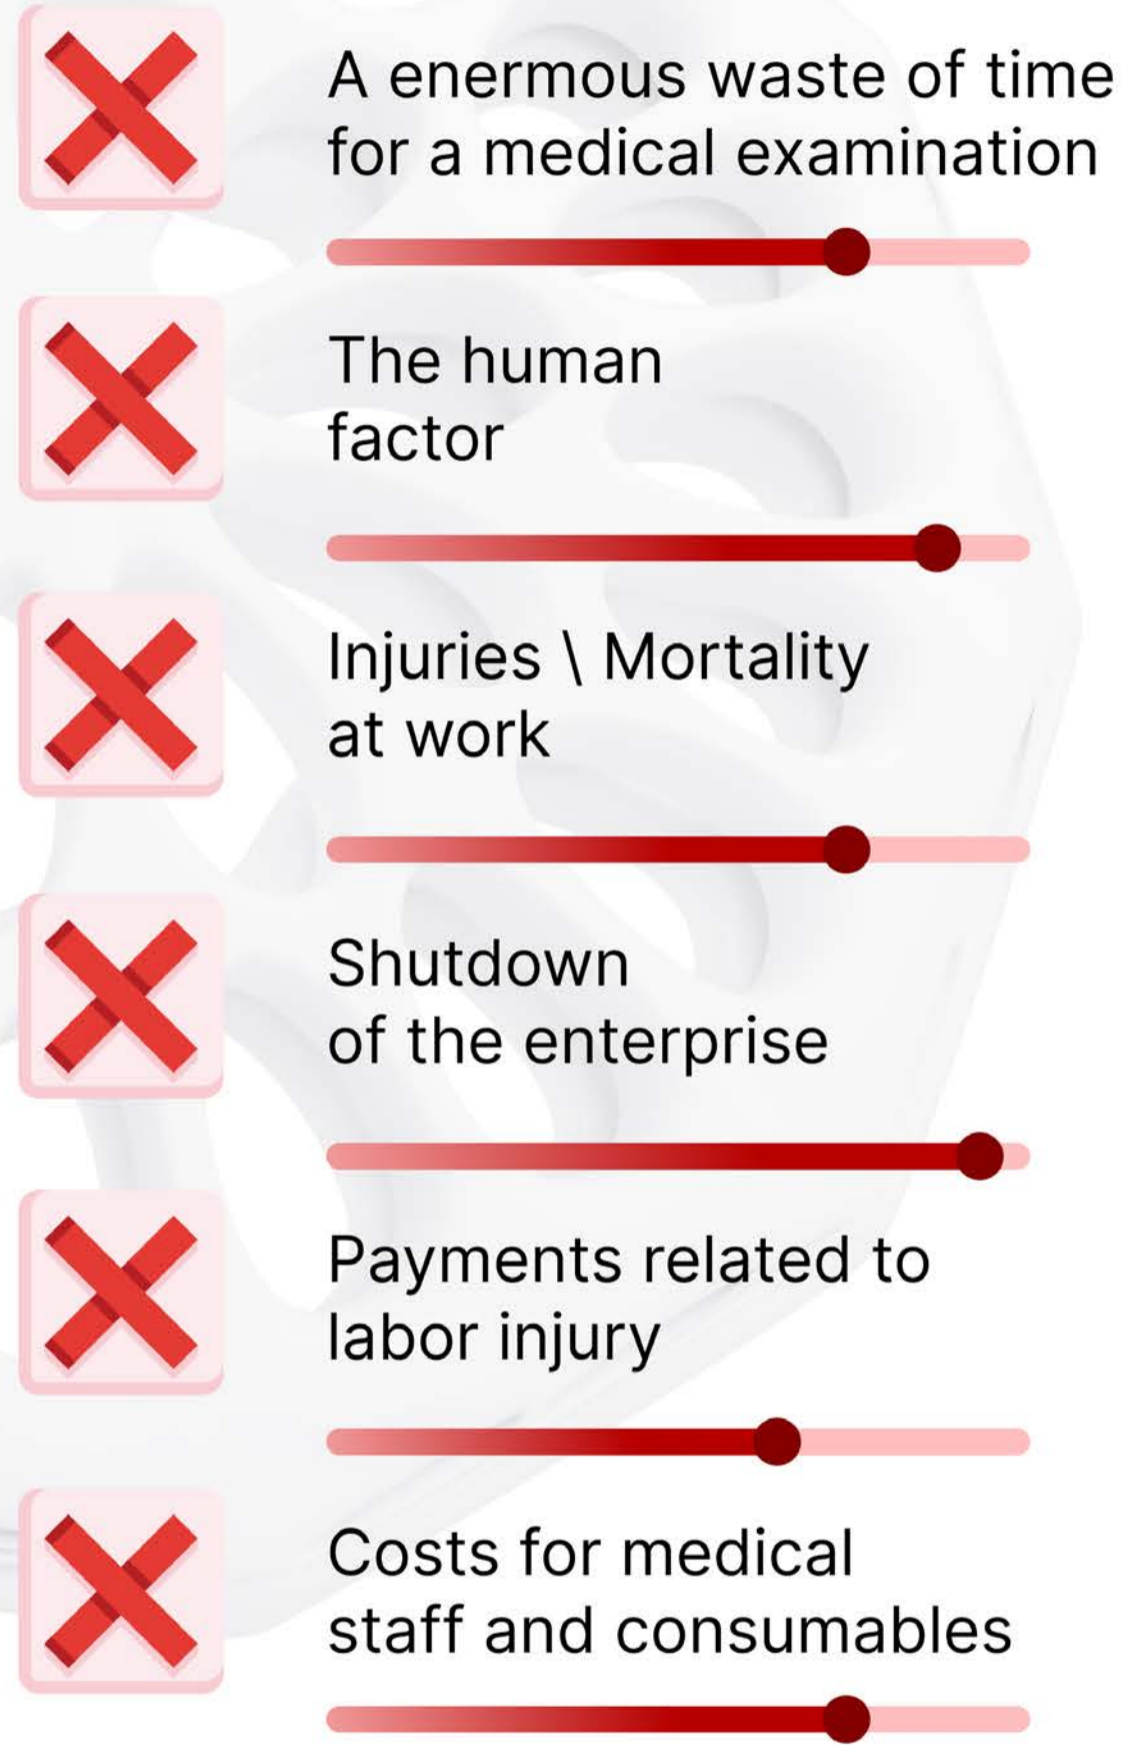 A enermous waste of time
for a medical examination
The human
factor
Injuries \ Mortality
at work
Shutdown
of the enterprise
Payments related to
labor injury
Costs for medical
staff and consumables